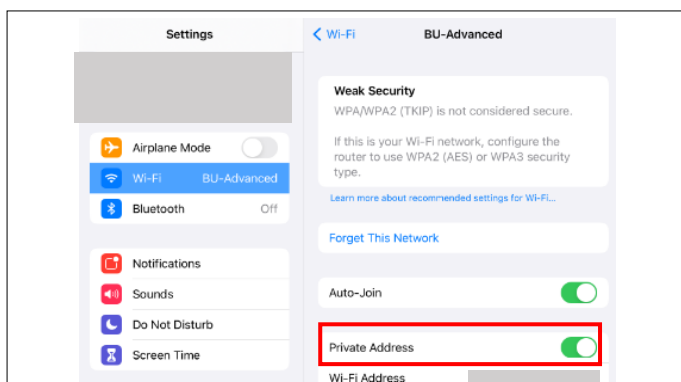 Settings
Airplane Mode
Wi-Fi BU-Advanced
Bluetooth Off
Notifications
Sounds
Do Not Disturb
Screen Time
Wi-Fi BU-Advanced
Weak Security
WPA/WPA2 (TKIP) is not considered secure.
If this is your Wi-Fi network, configure the
router to use WPA2 (AES) or WPA3 security
type.
Learn more about recommended settings for Wi-Fi...
Forget This Network
Auto-Join
Private Address
Wi-Fi Address